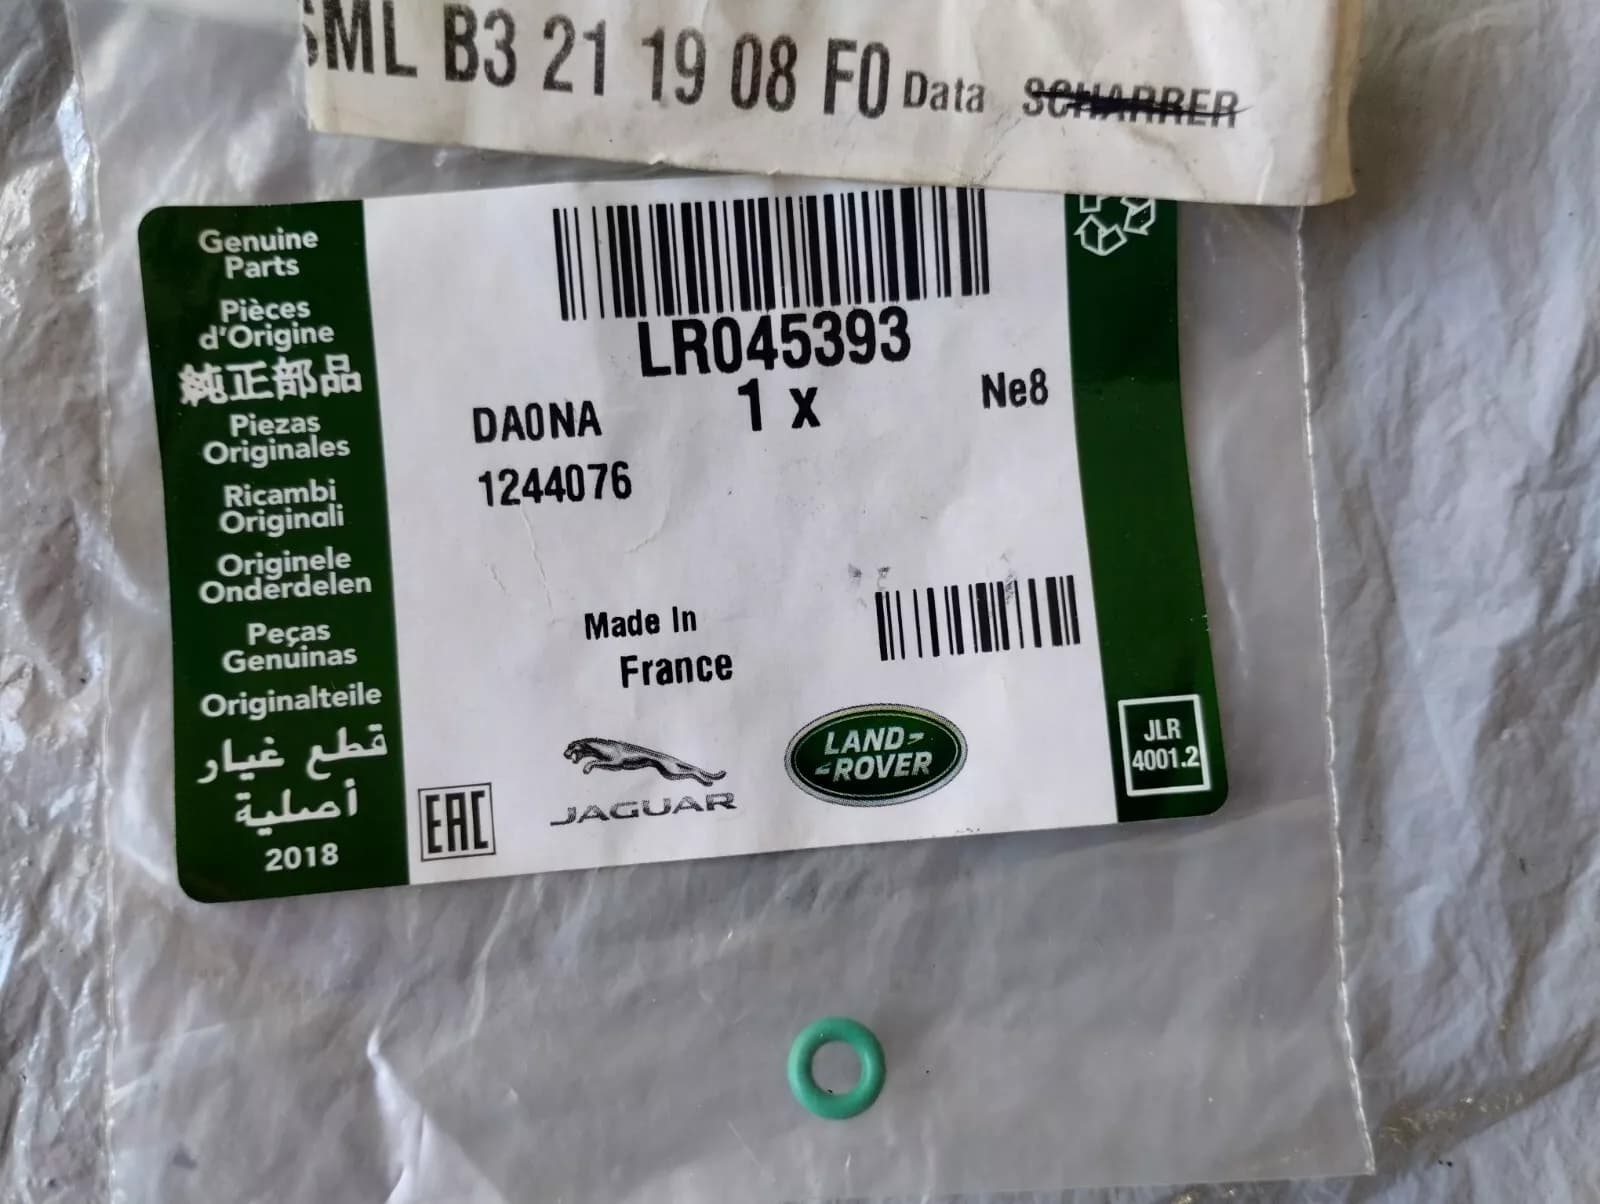 SML B3 21 19 08 F0 Data SCHARRER
Genuine
Parts
Pièces
d'Origine
純正部品
Piezas
Originales
Ricambi
Originali
Originele
Onderdelen
Peças
Genuinas
Originalteile
قطع غيار
أصلية
2018
LR045393
1 x
Ne8
DA0NA
1244076
Made In
France
EAC
JAGUAR
LAND-
-ROVER
JLR
4001.2